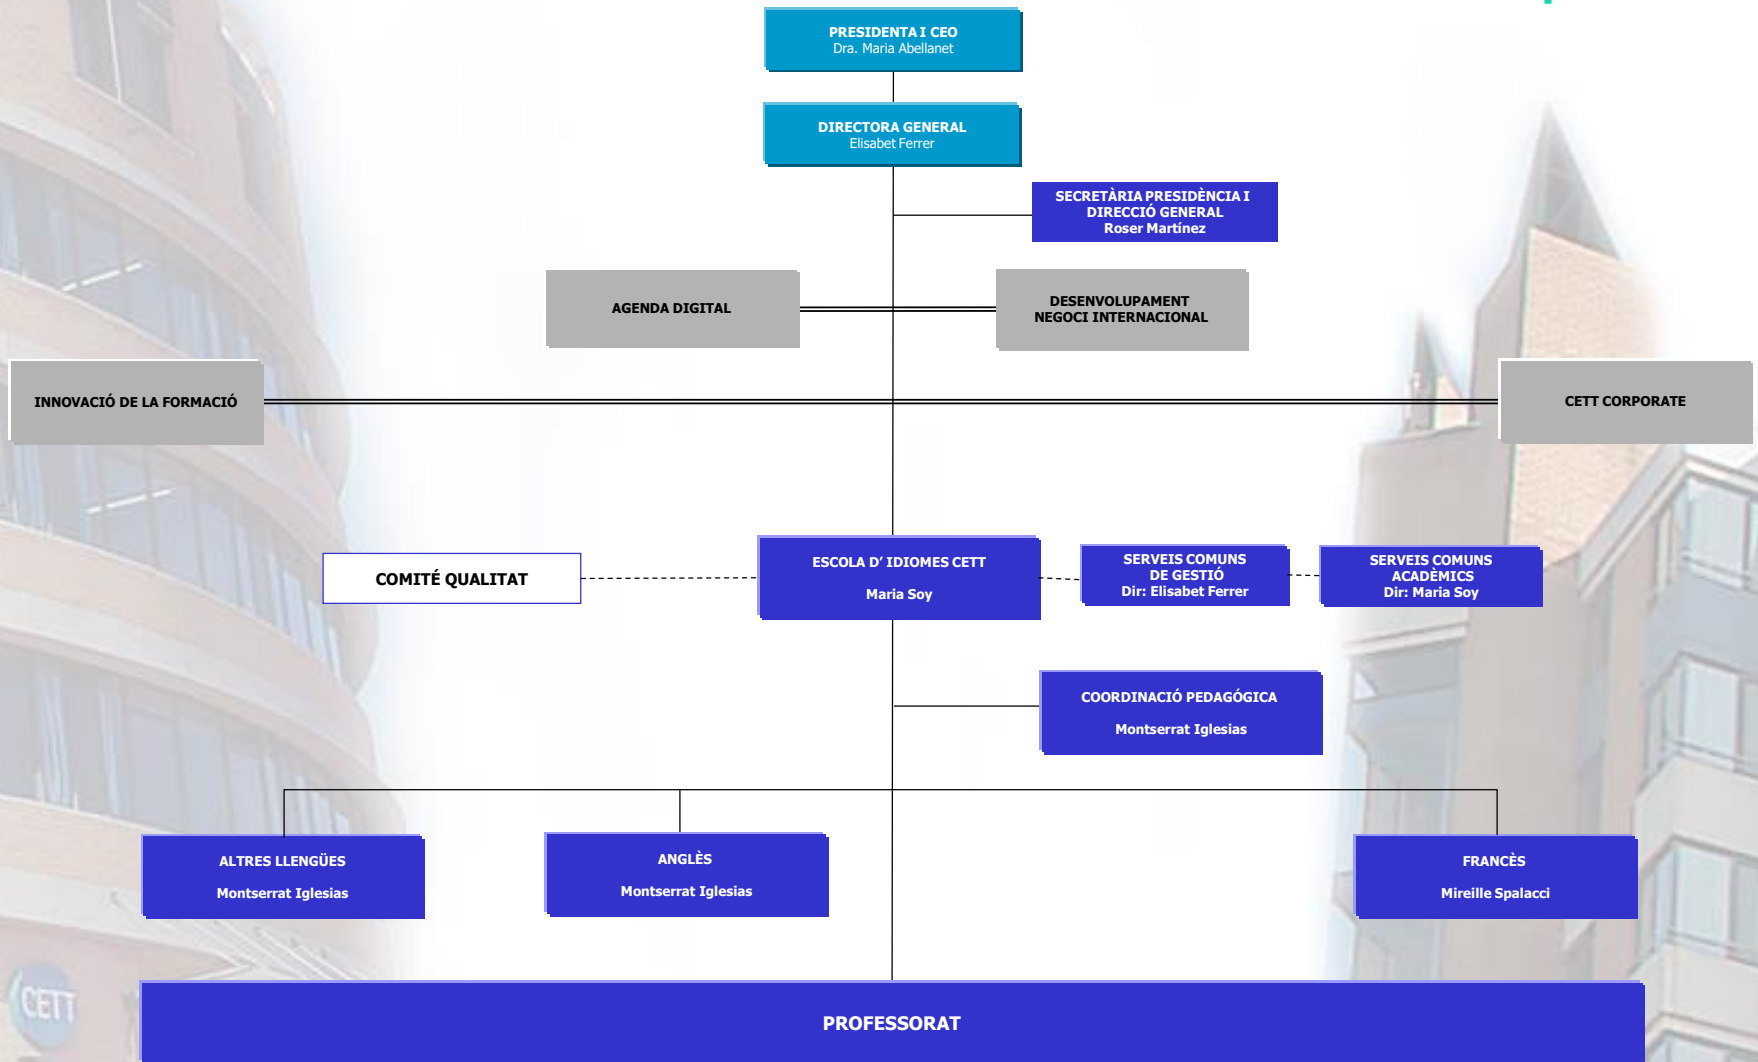 PRESIDENTA I CEO
Dra. Maria Abellanet
DIRECTORA GENERAL
Elisabet Ferrer
SECRETÀRIA PRESIDÈNCIA I
DIRECCIÓ GENERAL
Roser Martínez
AGENDA DIGITAL
DESENVOLUPAMENT
NEGOCI INTERNACIONAL
INNOVACIÓ DE LA FORMACIÓ
CETT CORPORATE
COMITÉ QUALITAT
ESCOLA D’ IDIOMES CETT
Maria Soy
SERVEIS COMUNS
DE GESTIÓ
Dir: Elisabet Ferrer
SERVEIS COMUNS
ACADÈMICS
Dir: Maria Soy
COORDINACIÓ PEDAGÓGICA
Montserrat Iglesias
ALTRES LLENGÜES
Montserrat Iglesias
ANGLÈS
Montserrat Iglesias
FRANCÈS
Mireille Spalacci
CETT
PROFESSORAT